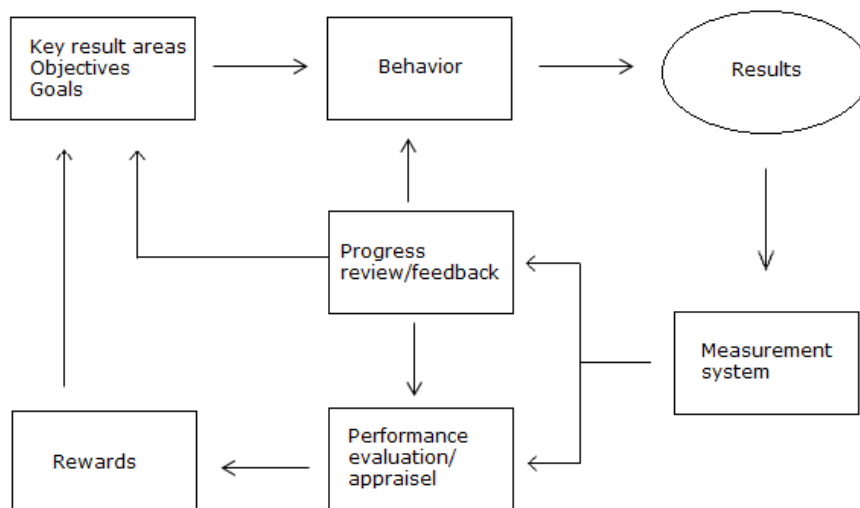 Key result areas
Objectives
Goals
Behavior
Results
Progress
review/feedback
Measurement
system
Rewards
Performance
evaluation/
appraisel